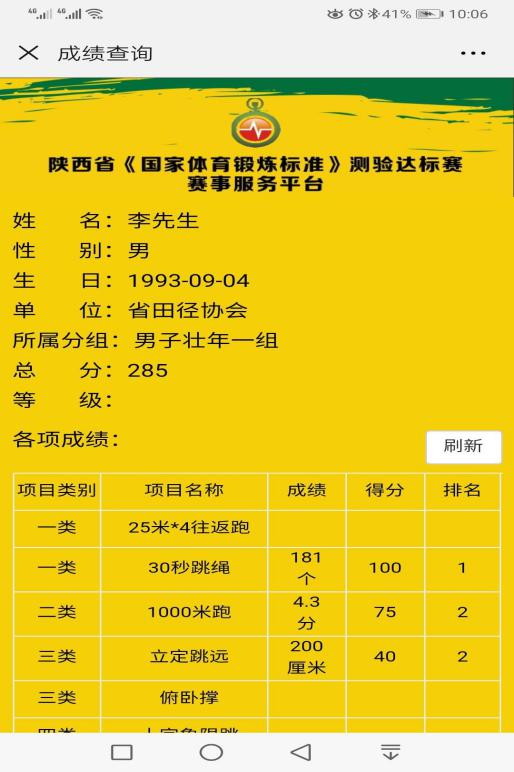 4G 4G 41% 10:06
成绩查询
陕西省《国家体育锻炼标准》测验达标赛
赛事服务平台
姓 名：李先生
性 别：男
生 日：1993-09-04
单 位：省田径协会
所属分组：男子壮年一组
总 分：285
等 级：
各项成绩：
刷新
项目类别 项目名称 成绩 得分 排名
一类 25米*4往返跑
一类 30秒跳绳 181个 100 1
二类 1000米跑 4.3分 75 2
三类 立定跳远 200厘米 40 2
三类 俯卧撑